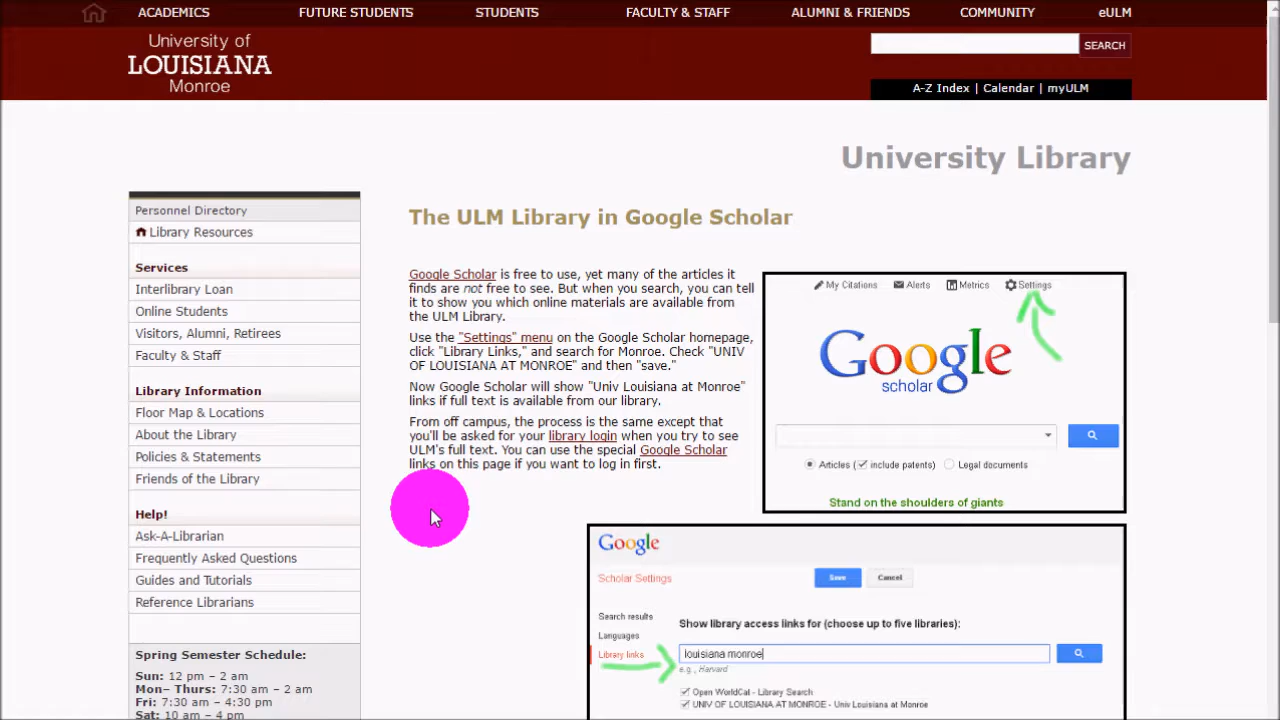 ACADEMICS FUTURE STUDENTS STUDENTS FACULTY & STAFF ALUMNI & FRIENDS COMMUNITY eULM
University of
LOUISIANA
Monroe
SEARCH
A-Z Index | Calendar | myULM
University Library
Personnel Directory
Library Resources
Services
Interlibrary Loan
Online Students
Visitors, Alumni, Retirees
Faculty & Staff
Library Information
Floor Map & Locations
About the Library
Policies & Statements
Friends of the Library
Help!
Ask-A-Librarian
Frequently Asked Questions
Guides and Tutorials
Reference Librarians
Spring Semester Schedule:
Sun: 12 pm – 2 am
Mon– Thurs: 7:30 am – 2 am
Fri: 7:30 am – 4:30 pm
Sat: 10 am – 4 pm
The ULM Library in Google Scholar
Google Scholar is free to use, yet many of the articles it
finds are not free to see. But when you search, you can tell
it to show you which online materials are available from
the ULM Library.
Use the "Settings" menu on the Google Scholar homepage,
click "Library Links," and search for Monroe. Check "UNIV
OF LOUISIANA AT MONROE" and then "save."
Now Google Scholar will show "Univ Louisiana at Monroe"
links if full text is available from our library.
From off campus, the process is the same except that
you'll be asked for your library login when you try to see
ULM's full text. You can use the special Google Scholar
links on this page if you want to log in first.
My Citations Alerts Metrics Settings
Google
scholar
Articles (include patents) Legal documents
Stand on the shoulders of giants
Google
Scholar Settings Save Cancel
Search results
Languages
Library links
Show library access links for (choose up to five libraries):
louisiana monroe
e.g., Harvard
Open WorldCat - Library Search
UNIV OF LOUISIANA AT MONROE - Univ Louisiana at Monroe